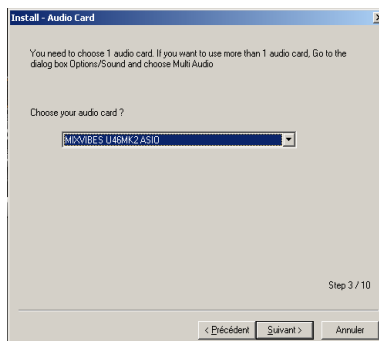 Install - Audio Card
You need to choose 1 audio card. If you want to use more than 1 audio card, Go to the
dialog box Options/Sound and choose Multi Audio
Choose your audio card ?
MIXVIBES U46MK2 ASIO
Step 3 / 10
< Précédent Suivant > Annuler